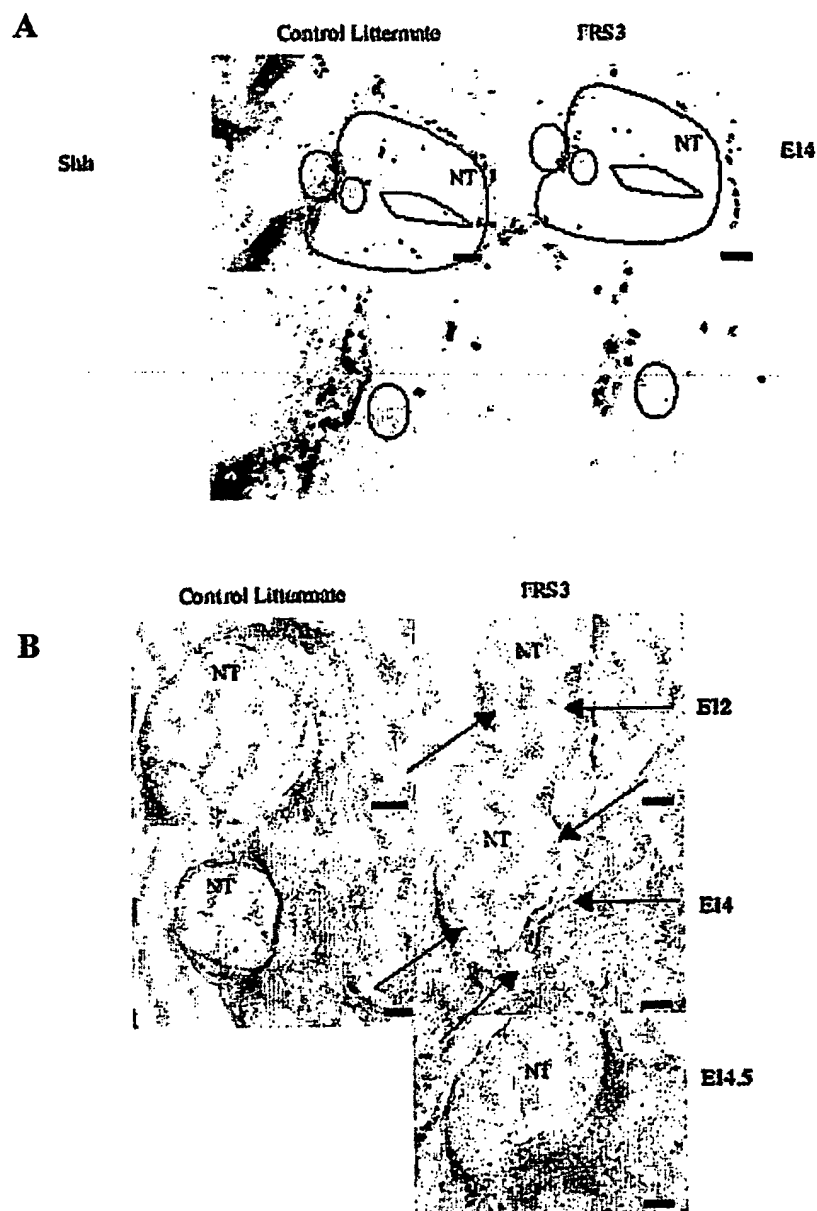 A
Control Littermate FRS3
Shh
NT
NT
E14
B
Control Littermate FRS3
NT
NT
E12
NT
NT
E14
NT
E14.5